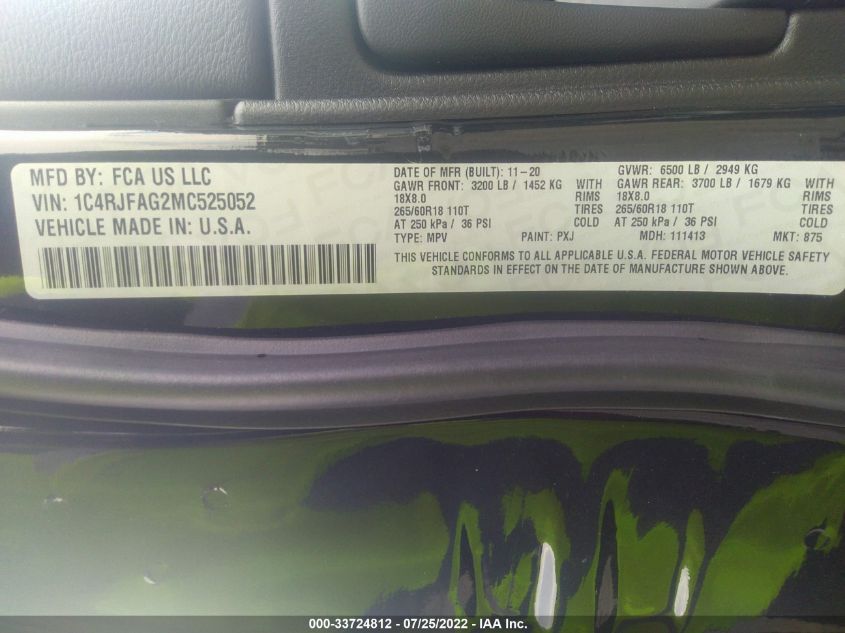 MFD BY: FCA US LLC
VIN: 1C4RJFAG2MC525052
VEHICLE MADE IN: U.S.A.
DATE OF MFR (BUILT): 11-20 GVWR: 6500 LB / 2949 KG
GAWR FRONT: 3200 LB / 1452 KG WITH GAWR REAR: 3700 LB / 1679 KG WITH
18X8.0 RIMS 18X8.0 RIMS
265/60R18 110T TIRES 265/60R18 110T TIRES
AT 250 kPa / 36 PSI COLD AT 250 kPa / 36 PSI COLD
TYPE: MPV PAINT: PXJ MDH: 111413 MKT: 875
THIS VEHICLE CONFORMS TO ALL APPLICABLE U.S.A. FEDERAL MOTOR VEHICLE SAFETY
STANDARDS IN EFFECT ON THE DATE OF MANUFACTURE SHOWN ABOVE.
000-33724812 - 07/25/2022 - IAA Inc.